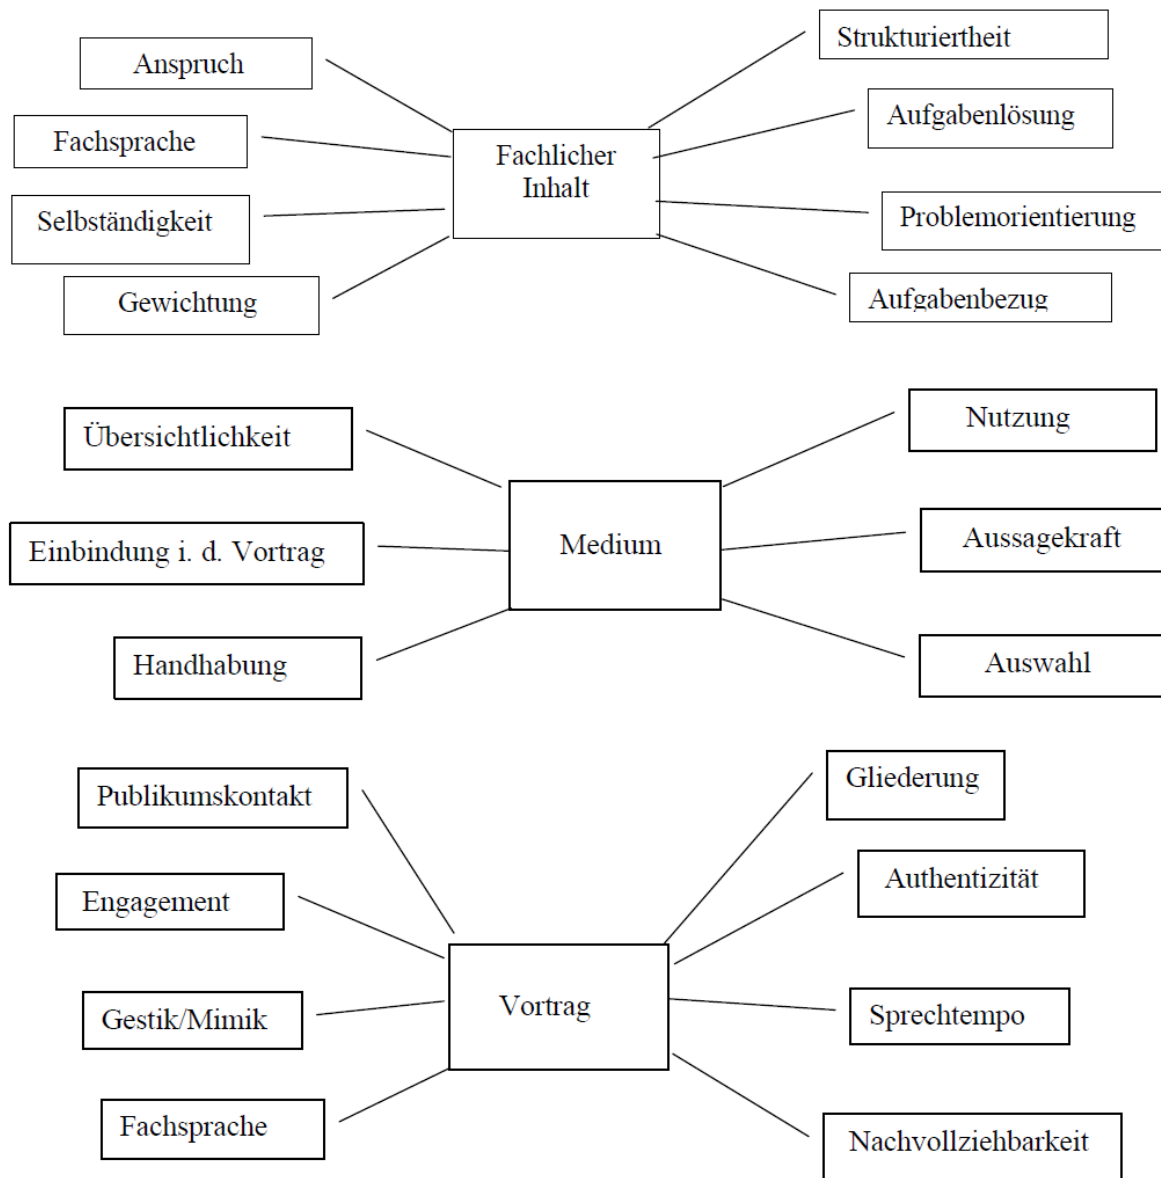 Strukturiertheit
Anspruch
Aufgabenlösung
Fachsprache
Fachlicher
Inhalt
Selbständigkeit
Problemorientierung
Gewichtung
Aufgabenbezug
Übersichtlichkeit
Nutzung
Einbindung i. d. Vortrag
Medium
Aussagekraft
Handhabung
Auswahl
Publikumskontakt
Gliederung
Engagement
Authentizität
Gestik/Mimik
Vortrag
Sprechtempo
Fachsprache
Nachvollziehbarkeit